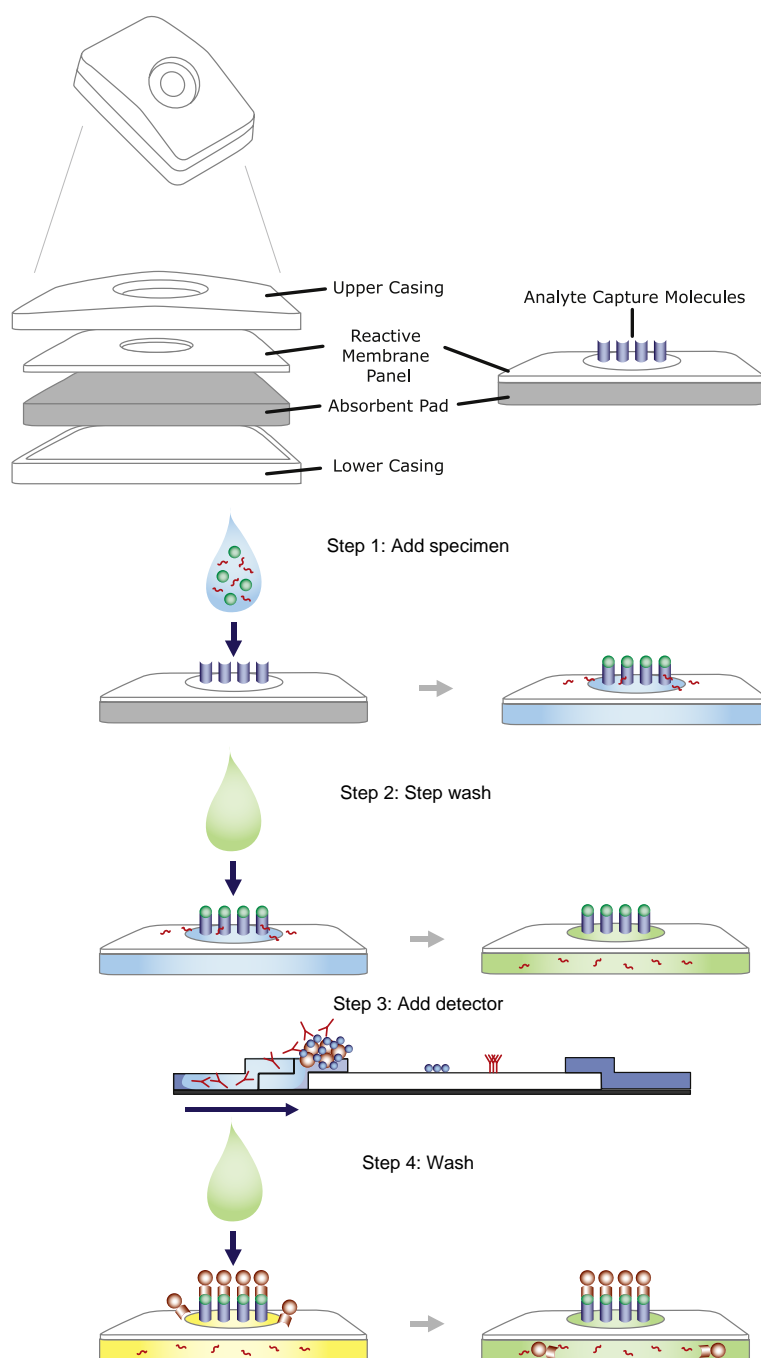 Upper Casing
Analyte Capture Molecules
Reactive
Membrane
Panel
Absorbent Pad
Lower Casing
Step 1: Add specimen
Step 2: Step wash
Step 3: Add detector
Step 4: Wash